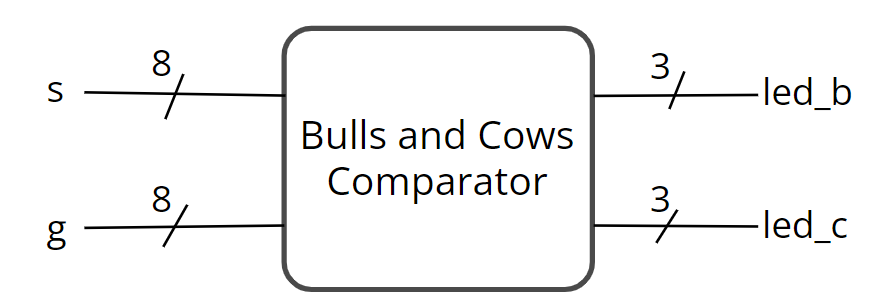 8
3
s
led_b
Bulls and Cows
Comparator
8
3
g
led_c